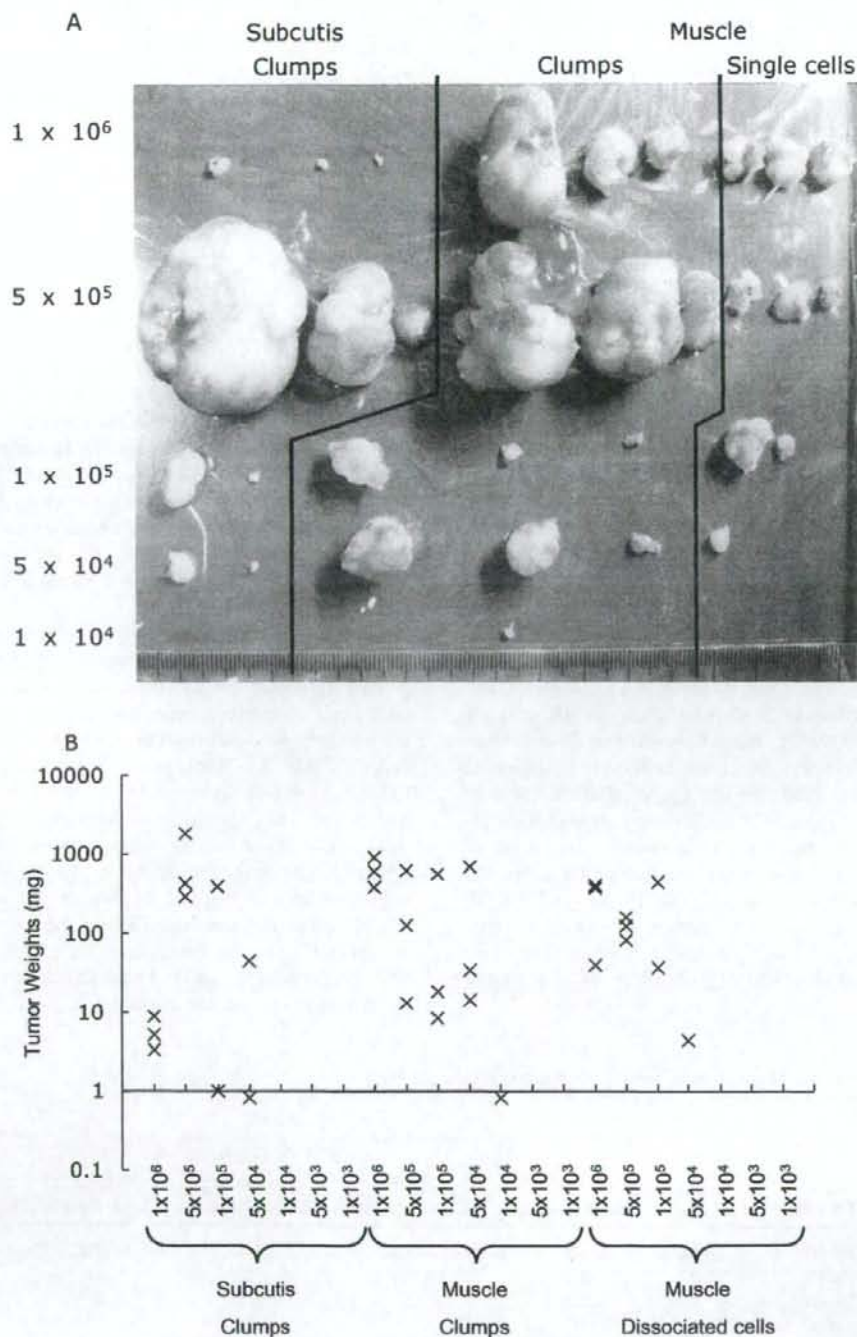 A
Subcutis Muscle
Clumps Clumps Single cells
1 x 10⁶
5 x 10⁵
1 x 10⁵
5 x 10⁴
1 x 10⁴
B
Tumor Weights (mg)
10000
1000
100
10
1
0.1
1x10⁶ 5x10⁵ 1x10⁵ 5x10⁴ 1x10⁴ 5x10³ 1x10³ 1x10⁶ 5x10⁵ 1x10⁵ 5x10⁴ 1x10⁴ 5x10³ 1x10³ 1x10⁶ 5x10⁵ 1x10⁵ 5x10⁴ 5x10³ 1x10³
Subcutis Muscle Muscle
Clumps Clumps Dissociated cells